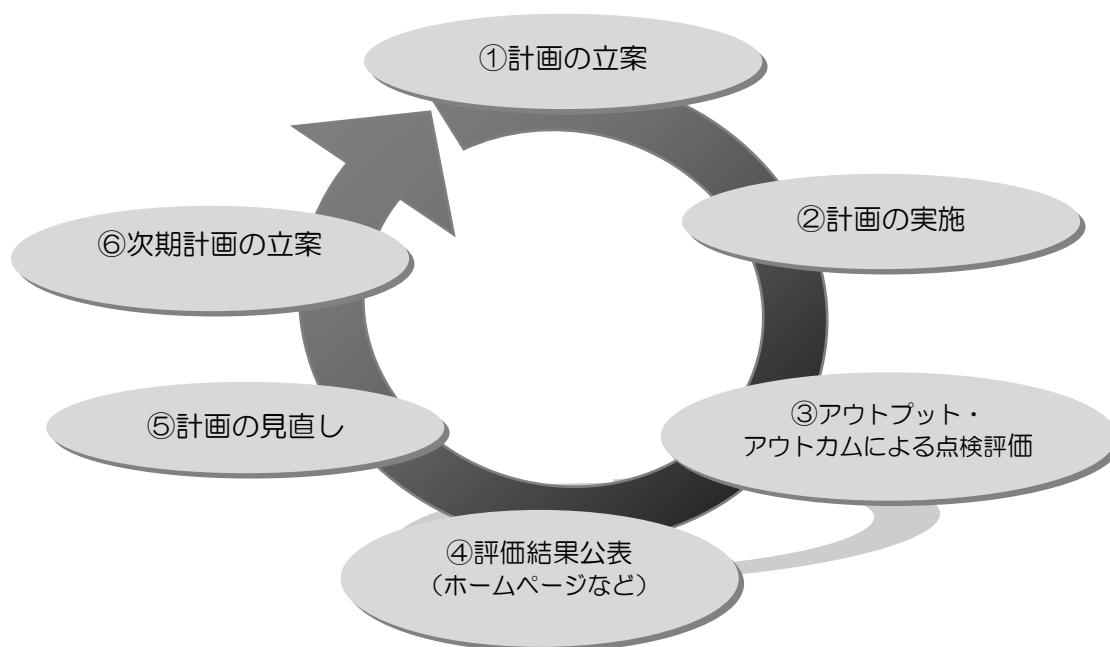 ①計画の立案
②計画の実施
③アウトプット・
アウトカムによる点検評価
④評価結果公表
（ホームページなど）
⑤計画の見直し
⑥次期計画の立案